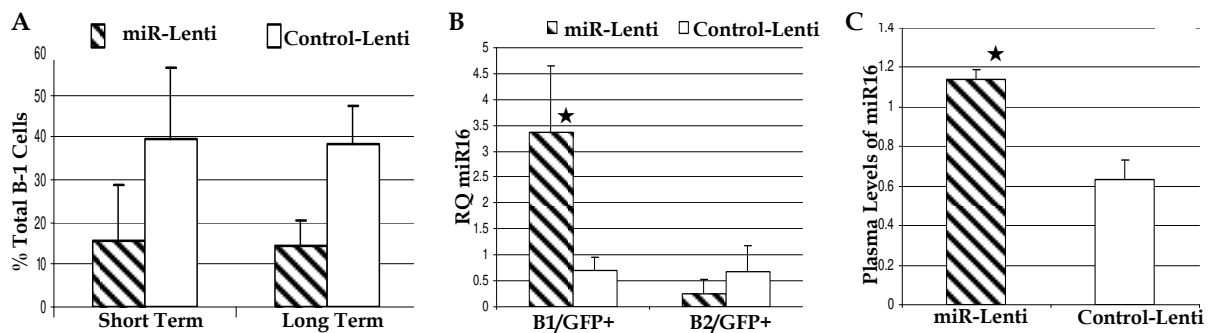 A
miR-Lenti
Control-Lenti
% Total B-1 Cells
60
50
40
30
20
10
0
Short Term
Long Term
B
miR-Lenti
Control-Lenti
RQ miR16
5
4.5
4
3.5
3
2.5
2
1.5
1
0.5
0
B1/GFP+
B2/GFP+
C
Plasma Levels of miR16
1.4
1.2
1
0.8
0.6
0.4
0.2
0
miR-Lenti
Control-Lenti